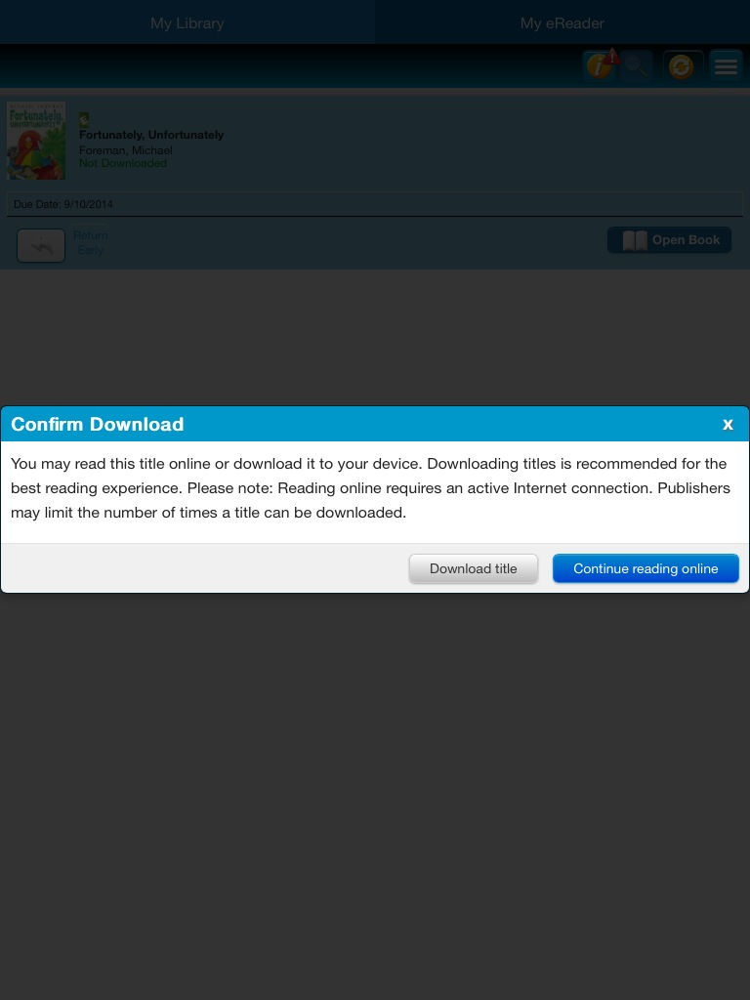 My Library
My eReader
Fortunately,
Fortunately, Unfortunately
Foreman, Michael
Not Downloaded
Due Date: 9/10/2014
Return
Early
Open Book
Confirm Download
x
You may read this title online or download it to your device. Downloading titles is recommended for the
best reading experience. Please note: Reading online requires an active Internet connection. Publishers
may limit the number of times a title can be downloaded.
Download title
Continue reading online